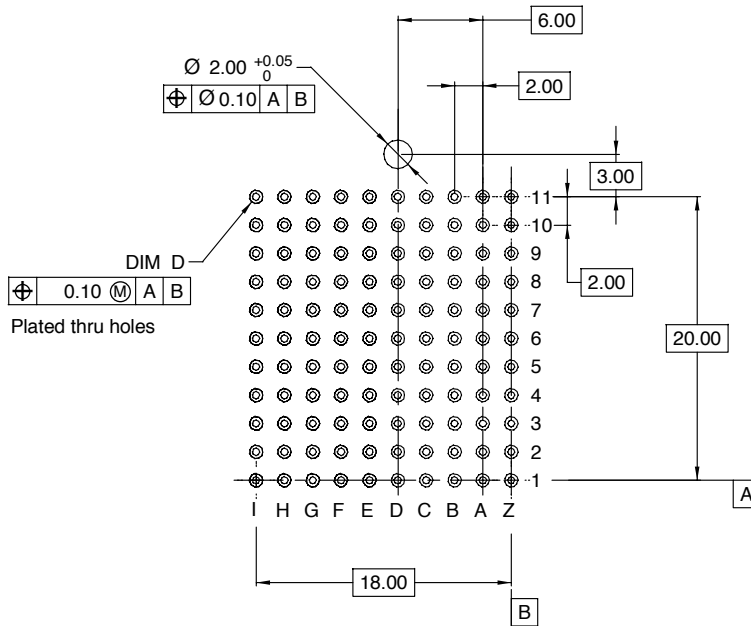 6.00
Ø 2.00 +0.05
0
⌖ Ø 0.10 A B
2.00
3.00
11
10
DIM D
9
⌖ 0.10 Ⓜ A B
8
2.00
Plated thru holes
7
20.00
6
5
4
3
2
1
A
I H G F E D C B A Z
18.00
B